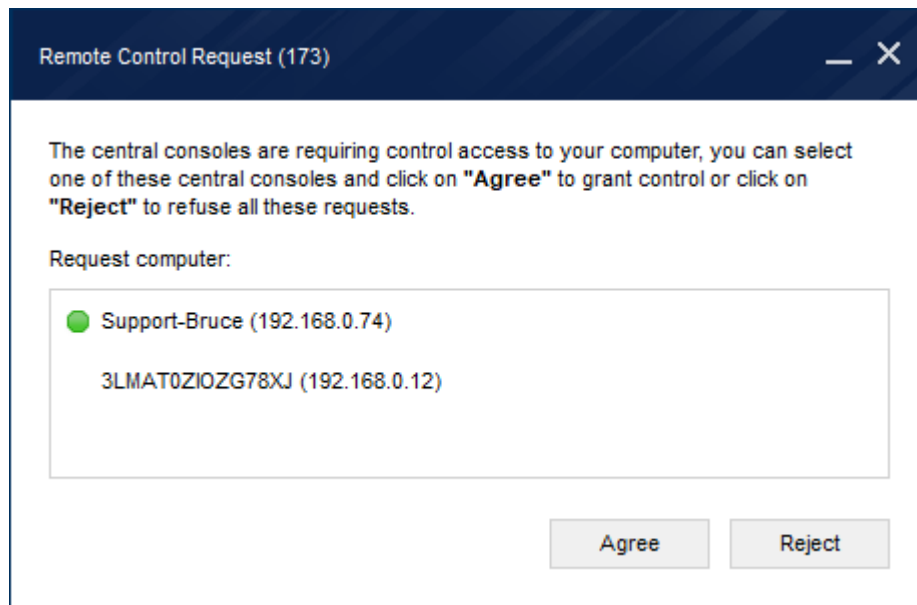 Remote Control Request (173)
The central consoles are requiring control access to your computer, you can select
one of these central consoles and click on "Agree" to grant control or click on
"Reject" to refuse all these requests.
Request computer:
Support-Bruce (192.168.0.74)
3LMAT0ZIOZG78XJ (192.168.0.12)
Agree Reject